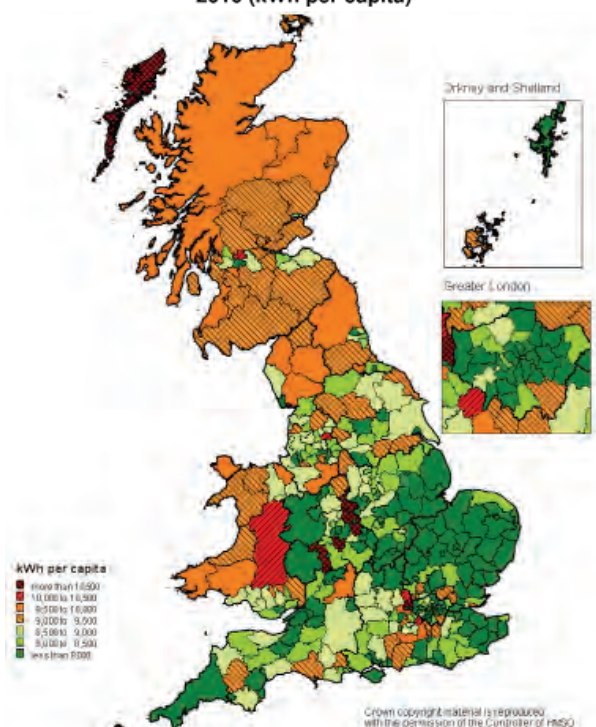 2010 (kWh per capita)
Orkney and Shetland
Greater London
kWh per capita
more than 10,500
10,000 to 10,500
9,500 to 10,000
9,000 to 9,500
8,500 to 9,000
8,000 to 8,500
less than 8000
Crown copyright material is reproduced
with the permission of the Controller of HMSO